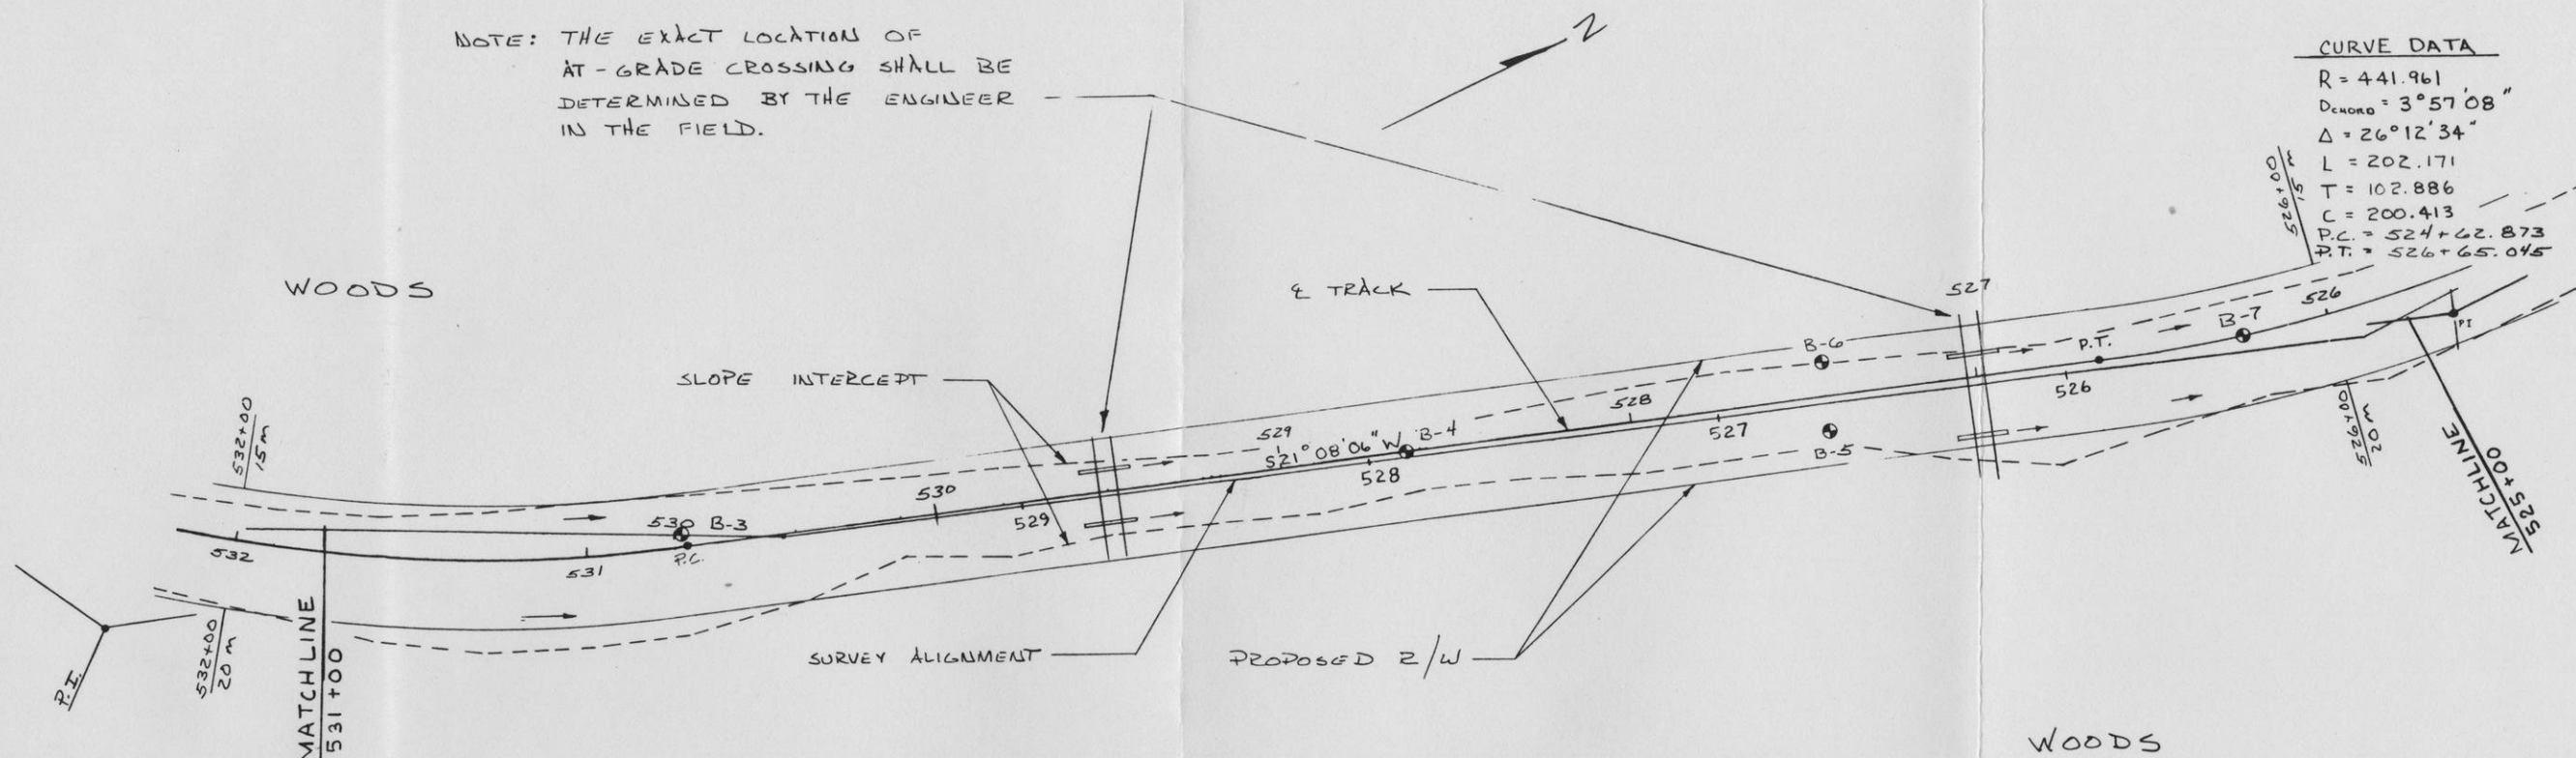 NOTE: THE EXACT LOCATION OF
AT-GRADE CROSSING SHALL BE
DETERMINED BY THE ENGINEER
IN THE FIELD.
N
CURVE DATA
R = 441.961
D CHORD = 3°57'08"
Δ = 26°12'34"
L = 202.171
T = 102.886
C = 200.413
P.C. = 524+62.873
P.T. = 526+65.045
526+00
15 m
WOODS
℄ TRACK
527
526
B-7
P.T.
PI
B-6
SLOPE INTERCEPT
528
526
527
529
S21°08'06"W
B-4
B-5
528
532+00
15m
530
529
530 B-3
P.C.
532
531
526+00
20 m
MATCHLINE
525+00
P.I.
532+00
20 m
MATCHLINE
531+00
SURVEY ALIGNMENT
PROPOSED R/W
WOODS